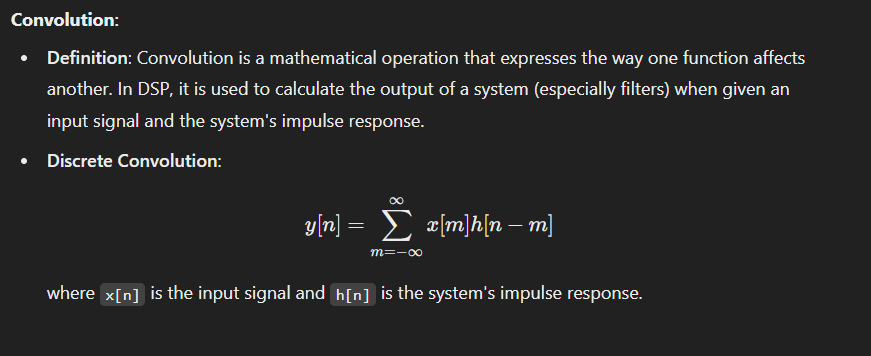 Convolution:
• Definition: Convolution is a mathematical operation that expresses the way one function affects
another. In DSP, it is used to calculate the output of a system (especially filters) when given an
input signal and the system's impulse response.
• Discrete Convolution:
y[n] = ∑_{m=-∞}^{∞} x[m]h[n − m]
where x[n] is the input signal and h[n] is the system's impulse response.